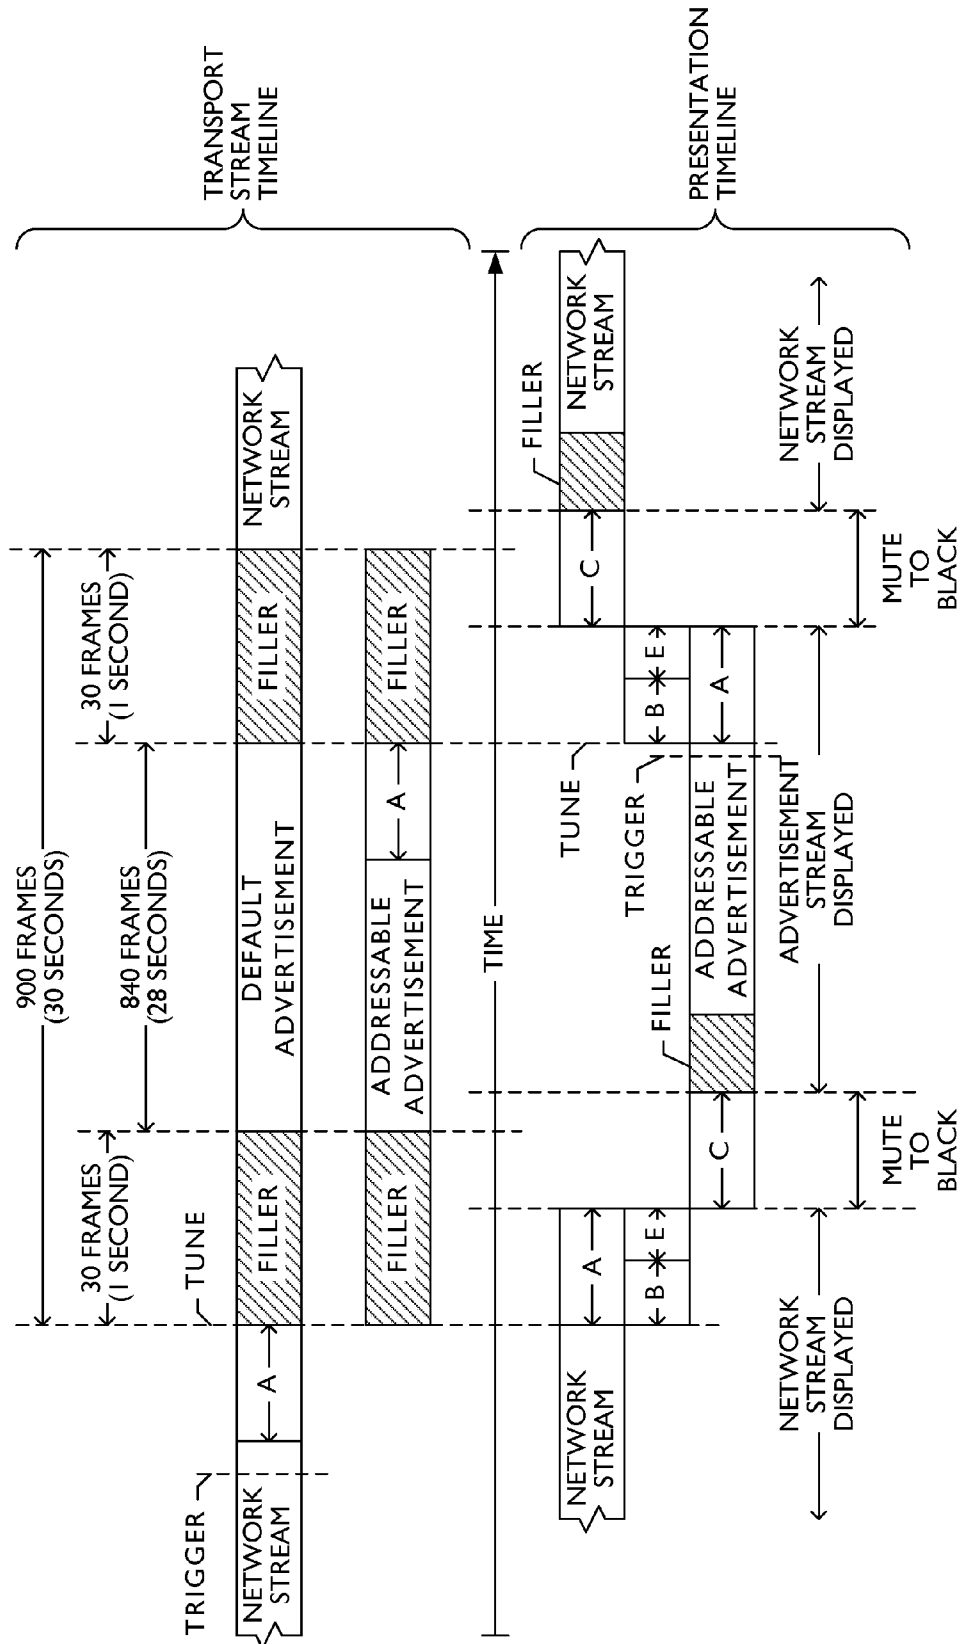 TRANSPORT
STREAM
TIMELINE
900 FRAMES
(30 SECONDS)
30 FRAMES
(1 SECOND)
840 FRAMES
(28 SECONDS)
30 FRAMES
(1 SECOND)
TRIGGER
TUNE
NETWORK
STREAM
A
FILLER
DEFAULT
ADVERTISEMENT
FILLER
NETWORK
STREAM
FILLER
ADDRESSABLE
ADVERTISEMENT
A
FILLER
TIME
PRESENTATION
TIMELINE
NETWORK
STREAM
A
TUNE
C
FILLER
NETWORK
STREAM
B
E
TRIGGER
B
E
FILLER
C
ADDRESSABLE
ADVERTISEMENT
A
NETWORK
STREAM
DISPLAYED
ADVERTISEMENT
STREAM
DISPLAYED
NETWORK
STREAM
DISPLAYED
MUTE
TO
BLACK
MUTE
TO
BLACK